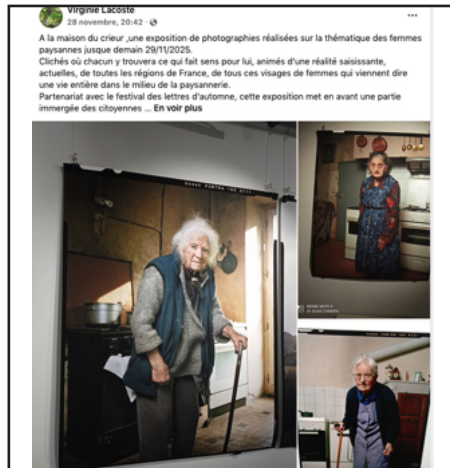 Virginie Lacoste
28 novembre, 20:42 ·
A la maison du crieur ,une exposition de photographies réalisées sur la thématique des femmes
paysannes jusque demain 29/11/2025.
Clichés où chacun y trouvera ce qui fait sens pour lui, animés d'une réalité saisissante,
actuelles, de toutes les régions de France, de tous ces visages de femmes qui viennent dire
une vie entière dans le milieu de la paysannerie.
Partenariat avec le festival des lettres d'automne, cette exposition met en avant une partie
immergée des citoyennes ... En voir plus